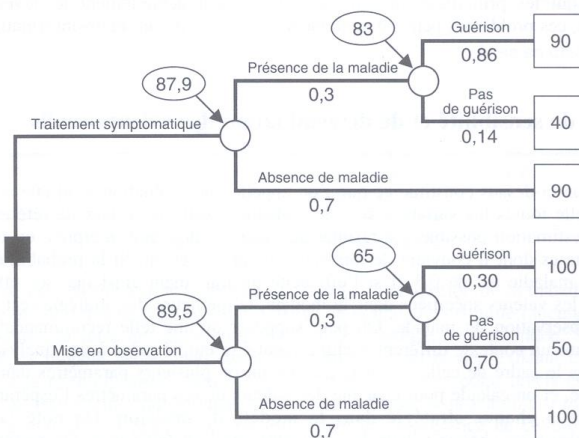 83
Guérison
90
0,86
87,9
Présence de la maladie
0,3
Pas
de guérison
40
0,14
Traitement symptomatique
Absence de maladie
90
0,7
65
Guérison
100
0,30
89,5
Présence de la maladie
0,3
Pas
de guérison
50
0,70
Mise en observation
Absence de maladie
100
0.7